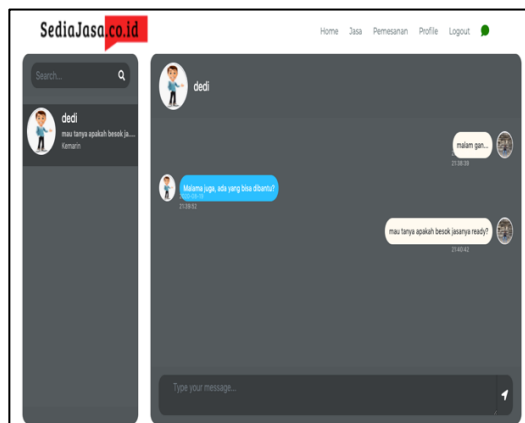 SediaJasa.co.id
Home Jasa Pemesanan Profile Logout
Search...
dedi
mau tanya apakah besok ja....
Kemarin
dedi
malam gan...
21:38:38
Malama juga, ada yang bisa dibantu?
21:39:52
mau tanya apakah besok jasanya ready?
21:40:42
Type your message...